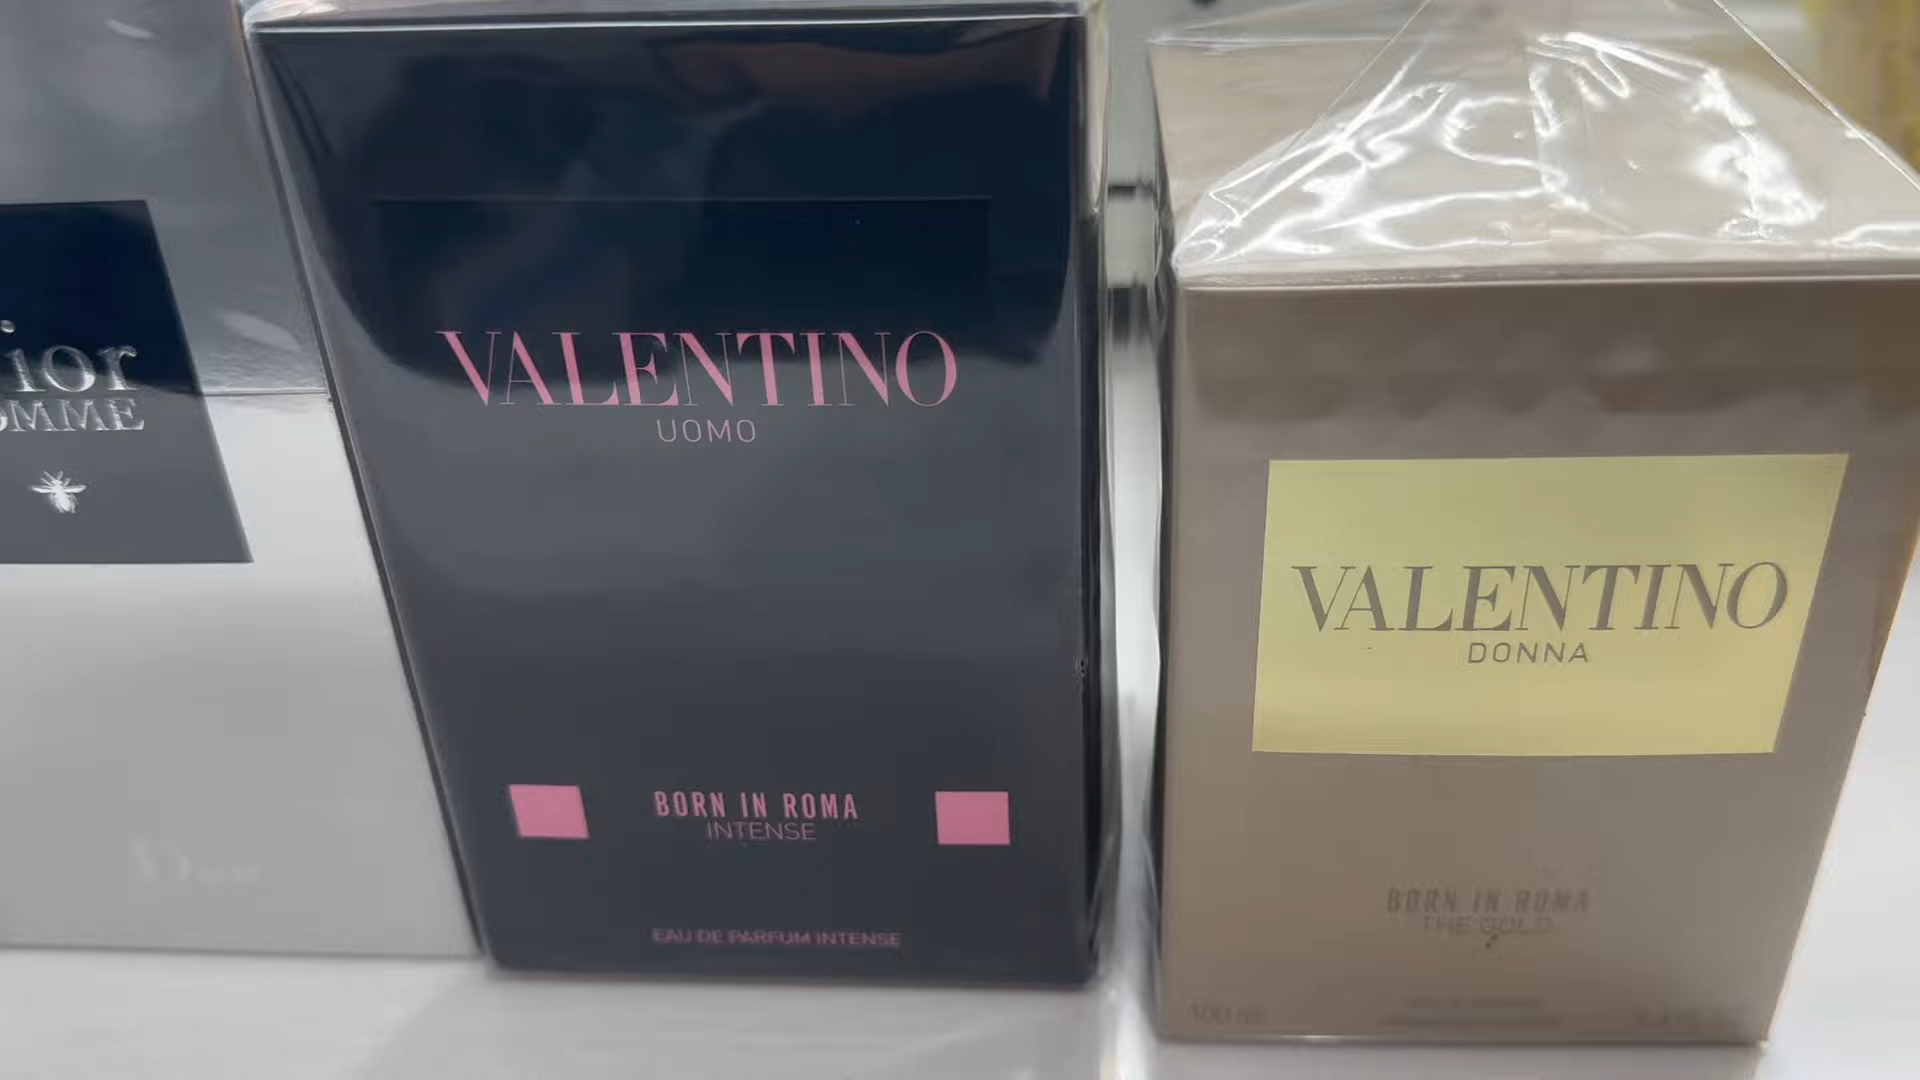 ior
OMME
VALENTINO
UOMO
BORN IN ROMA
INTENSE
EAU DE PARFUM INTENSE
VALENTINO
DONNA
BORN IN ROMA
THE GOLD